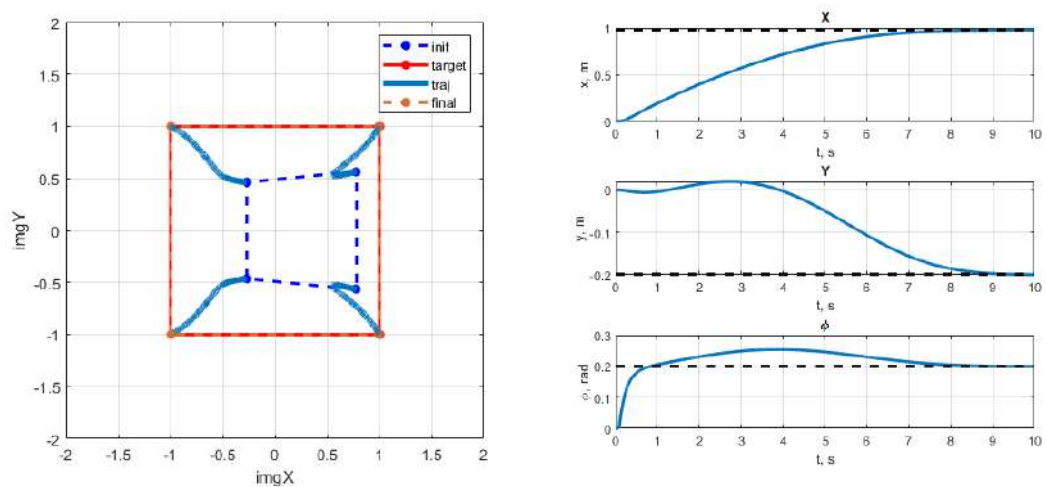 2
1.5
1
0.5
0
-0.5
-1
-1.5
-2
imgY
-2 -1.5 -1 -0.5 0 0.5 1 1.5 2
imgX
init
target
traj
final
X
1
0.5
0
x, m
0 1 2 3 4 5 6 7 8 9 10
t, s
Y
0
-0.1
-0.2
y, m
0 1 2 3 4 5 6 7 8 9 10
t, s
ϕ
0.3
0.2
0.1
0
ϕ, rad
0 1 2 3 4 5 6 7 8 9 10
t, s